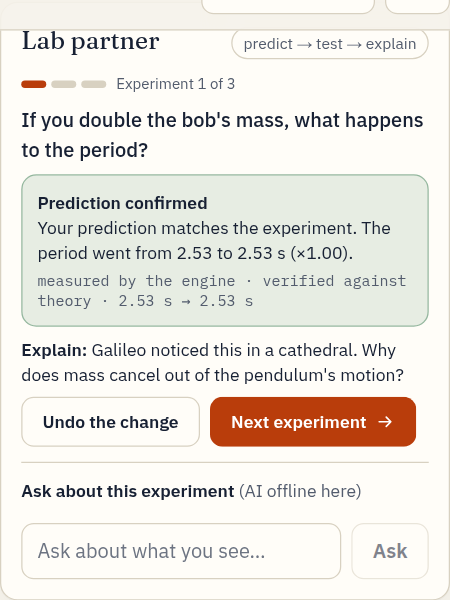 Lab partner
predict → test → explain
Experiment 1 of 3
If you double the bob's mass, what happens
to the period?
Prediction confirmed
Your prediction matches the experiment. The
period went from 2.53 to 2.53 s (×1.00).
measured by the engine · verified against
theory · 2.53 s → 2.53 s
Explain: Galileo noticed this in a cathedral. Why
does mass cancel out of the pendulum's motion?
Undo the change
Next experiment →
Ask about this experiment (AI offline here)
Ask about what you see...
Ask